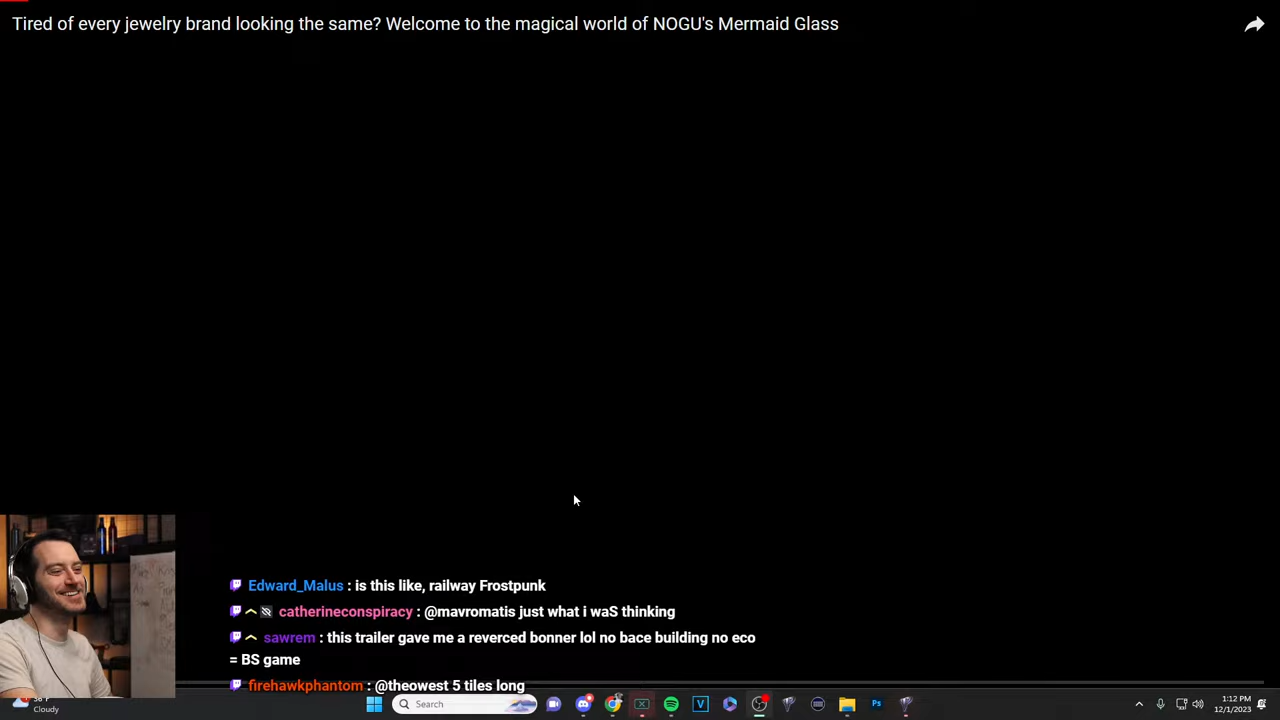 Tired of every jewelry brand looking the same? Welcome to the magical world of NOGU's Mermaid Glass
Edward_Malus : is this like, railway Frostpunk
catherineconspiracy : @mavromatis just what i waS thinking
sawrem : this trailer gave me a reverced bonner lol no bace building no eco
= BS game
firehawkphantom : @theowest 5 tiles long
Cloudy
Search
V
Ps
1:12 PM
12/1/2023